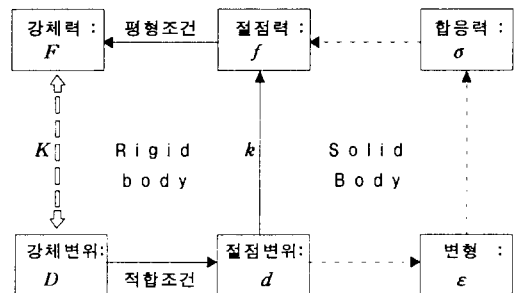 강체력 : 평형조건 절점력 : 합응력 :
F f σ
K Rigid k Solid
body Body
강체변위: 절점변위: 변형 :
D 적합조건 d ε